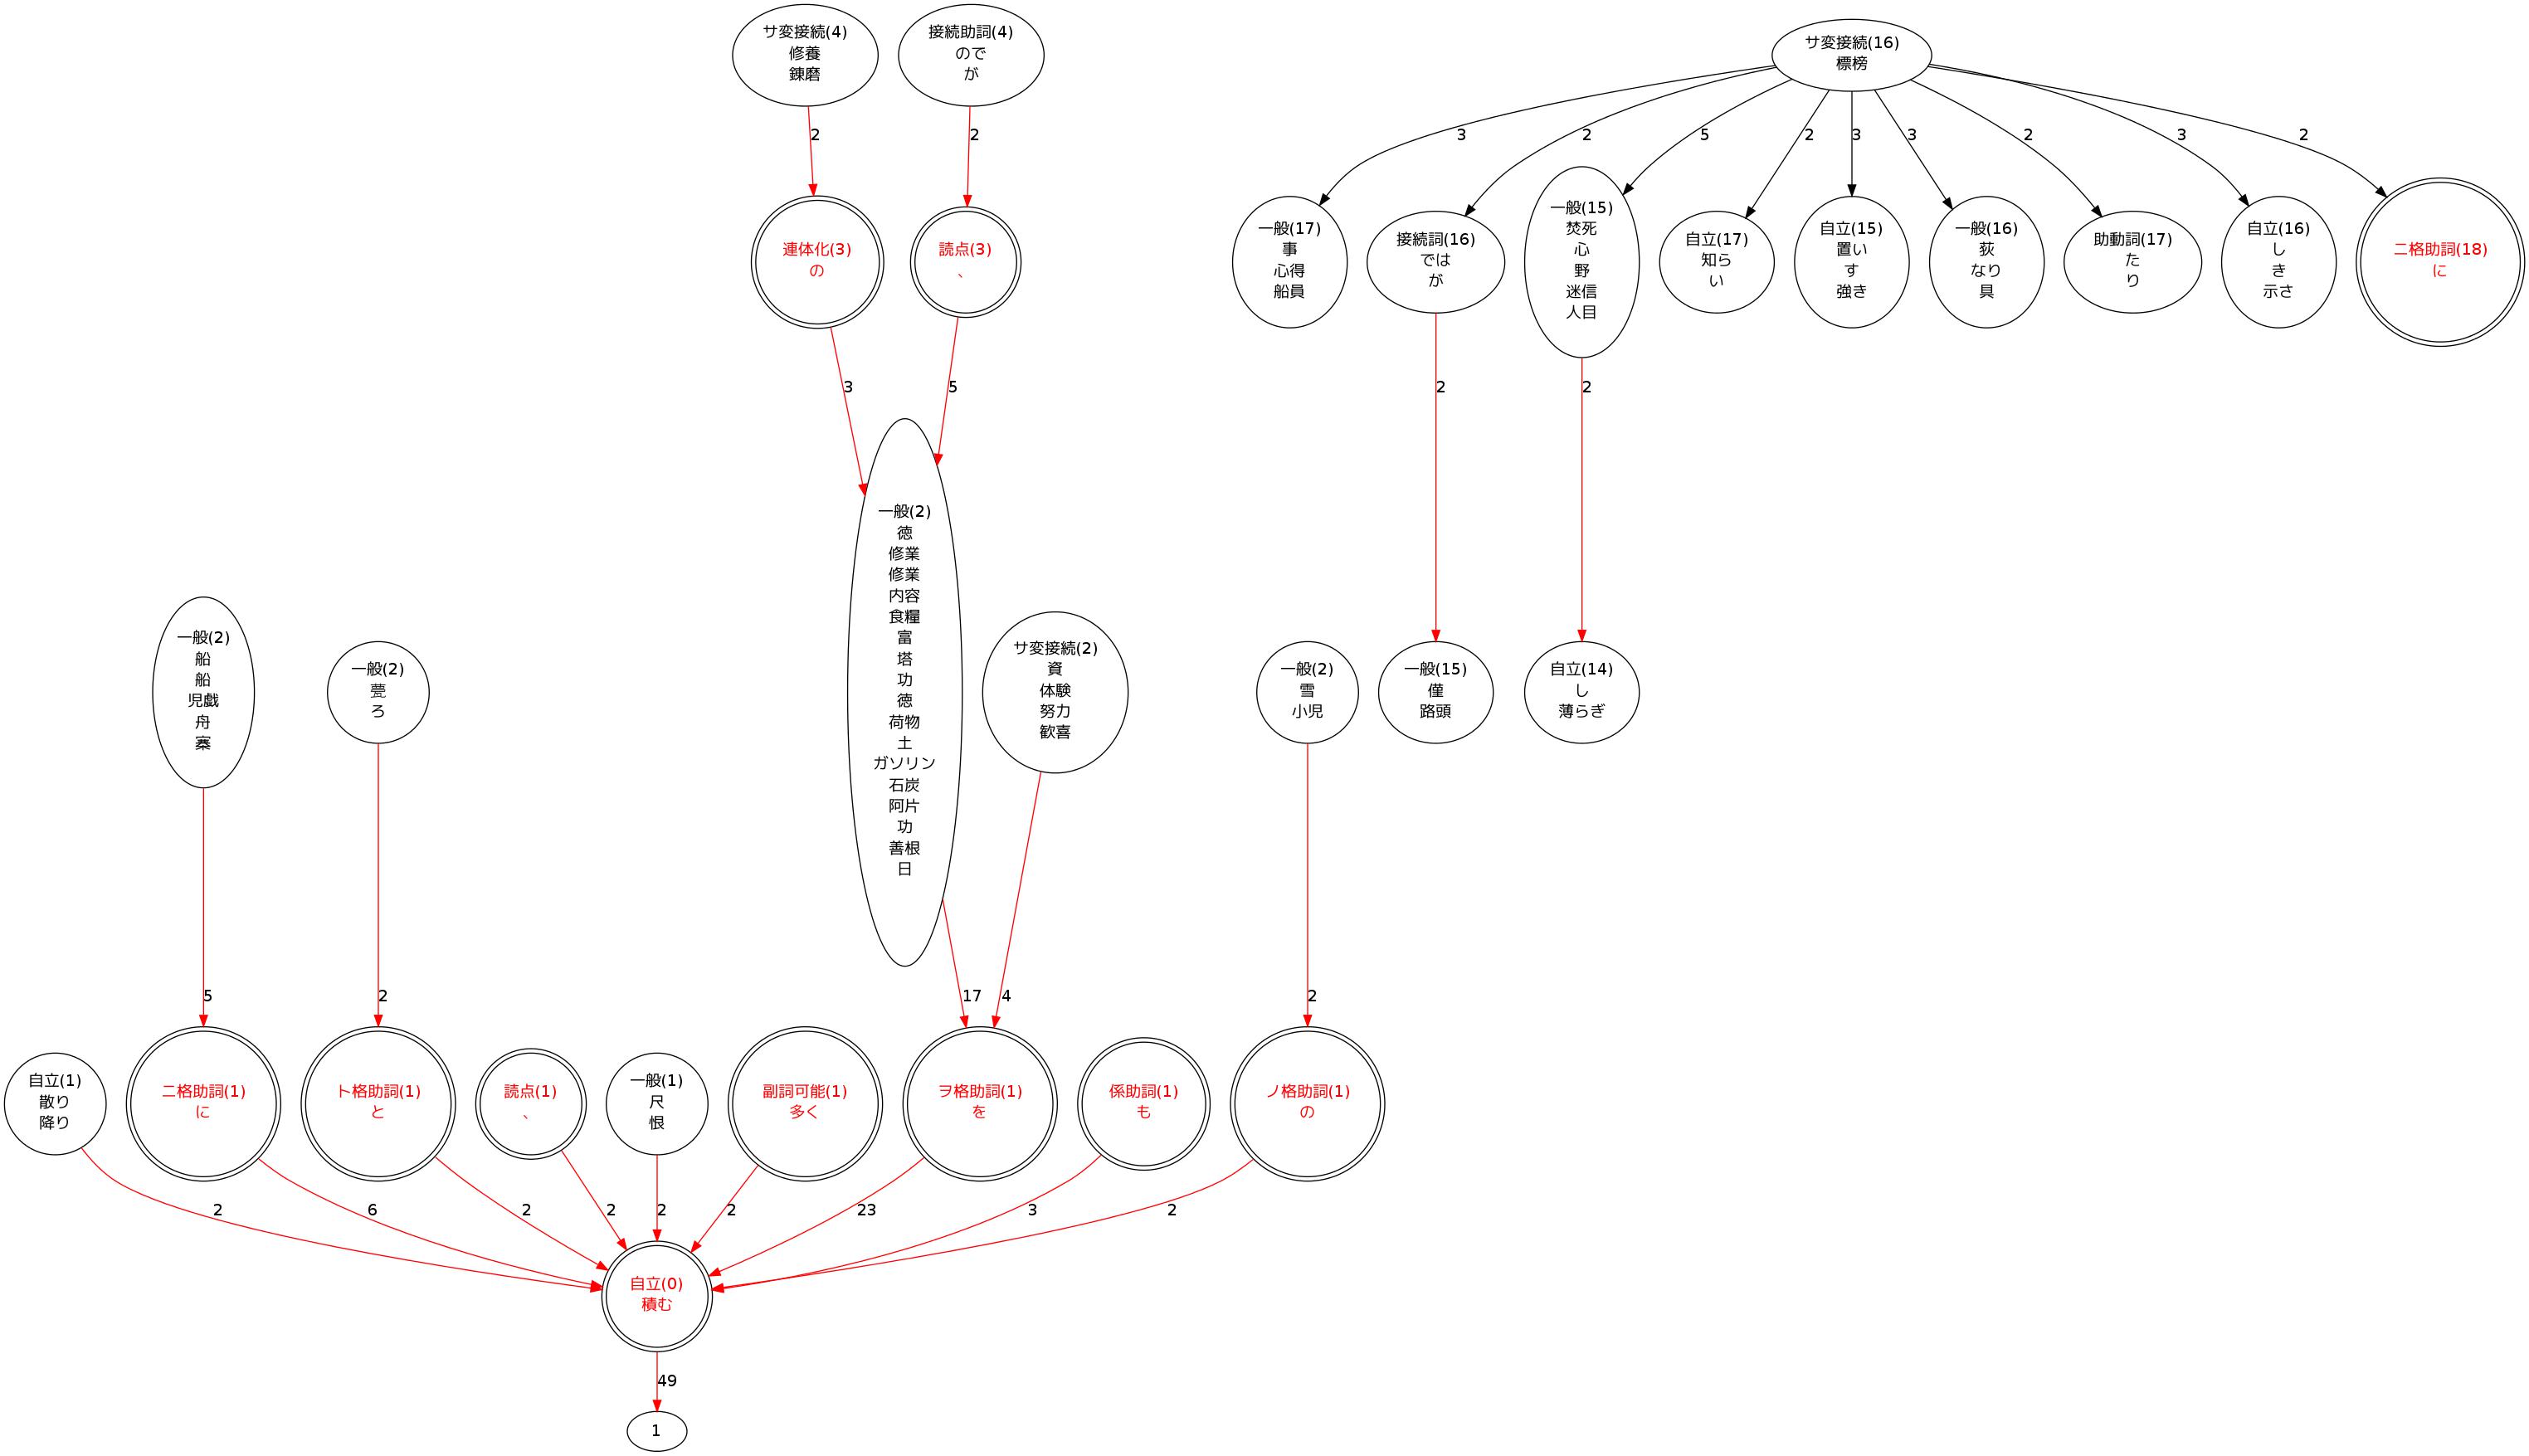 サ変接続(4)
修養
錬磨
接続助詞(4)
ので
が
サ変接続(16)
標榜
2
2
3
2
5
2
3
3
2
3
2
連体化(3)
の
読点(3)
、
一般(17)
事
心得
船員
接続詞(16)
では
が
一般(15)
焚死
心
野
迷信
人目
自立(17)
知ら
い
自立(15)
置い
す
強き
一般(16)
荻
なり
具
助動詞(17)
た
り
自立(16)
し
き
示さ
ニ格助詞(18)
に
3
5
2
2
一般(2)
船
船
児戯
舟
寨
一般(2)
甍
ろ
一般(2)
徳
修業
修業
内容
食糧
富
塔
功
徳
荷物
土
ガソリン
石炭
阿片
功
善根
日
サ変接続(2)
資
体験
努力
歓喜
一般(2)
雪
小児
一般(15)
僅
路頭
自立(14)
し
薄らぎ
5
2
17
4
2
自立(1)
散り
降り
ニ格助詞(1)
に
ト格助詞(1)
と
読点(1)
、
一般(1)
尺
恨
副詞可能(1)
多く
ヲ格助詞(1)
を
係助詞(1)
も
ノ格助詞(1)
の
2
6
2
2
2
2
23
3
2
自立(0)
積む
49
1